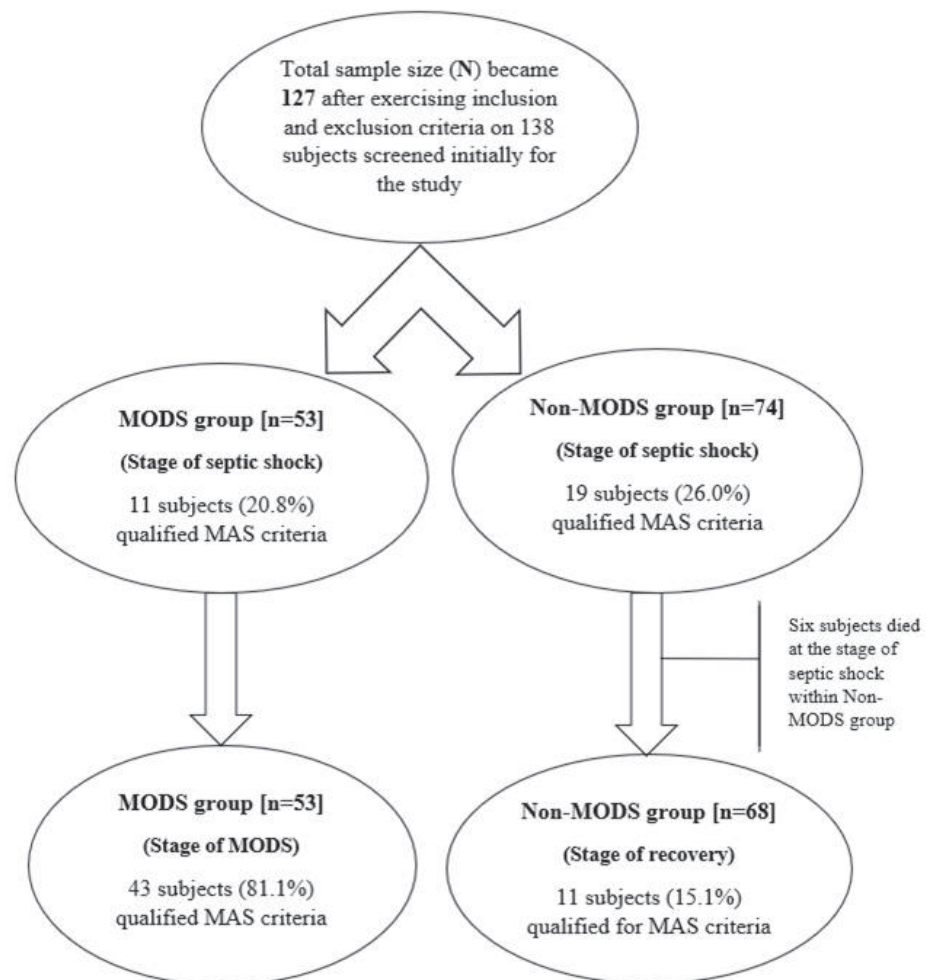 Total sample size (N) became
127 after exercising inclusion
and exclusion criteria on 138
subjects screened initially for
the study
MODS group [n=53]
(Stage of septic shock)
11 subjects (20.8%)
qualified MAS criteria
Non-MODS group [n=74]
(Stage of septic shock)
19 subjects (26.0%)
qualified MAS criteria
Six subjects died
at the stage of
septic shock
within Non-
MODS group
MODS group [n=53]
(Stage of MODS)
43 subjects (81.1%)
qualified MAS criteria
Non-MODS group [n=68]
(Stage of recovery)
11 subjects (15.1%)
qualified for MAS criteria